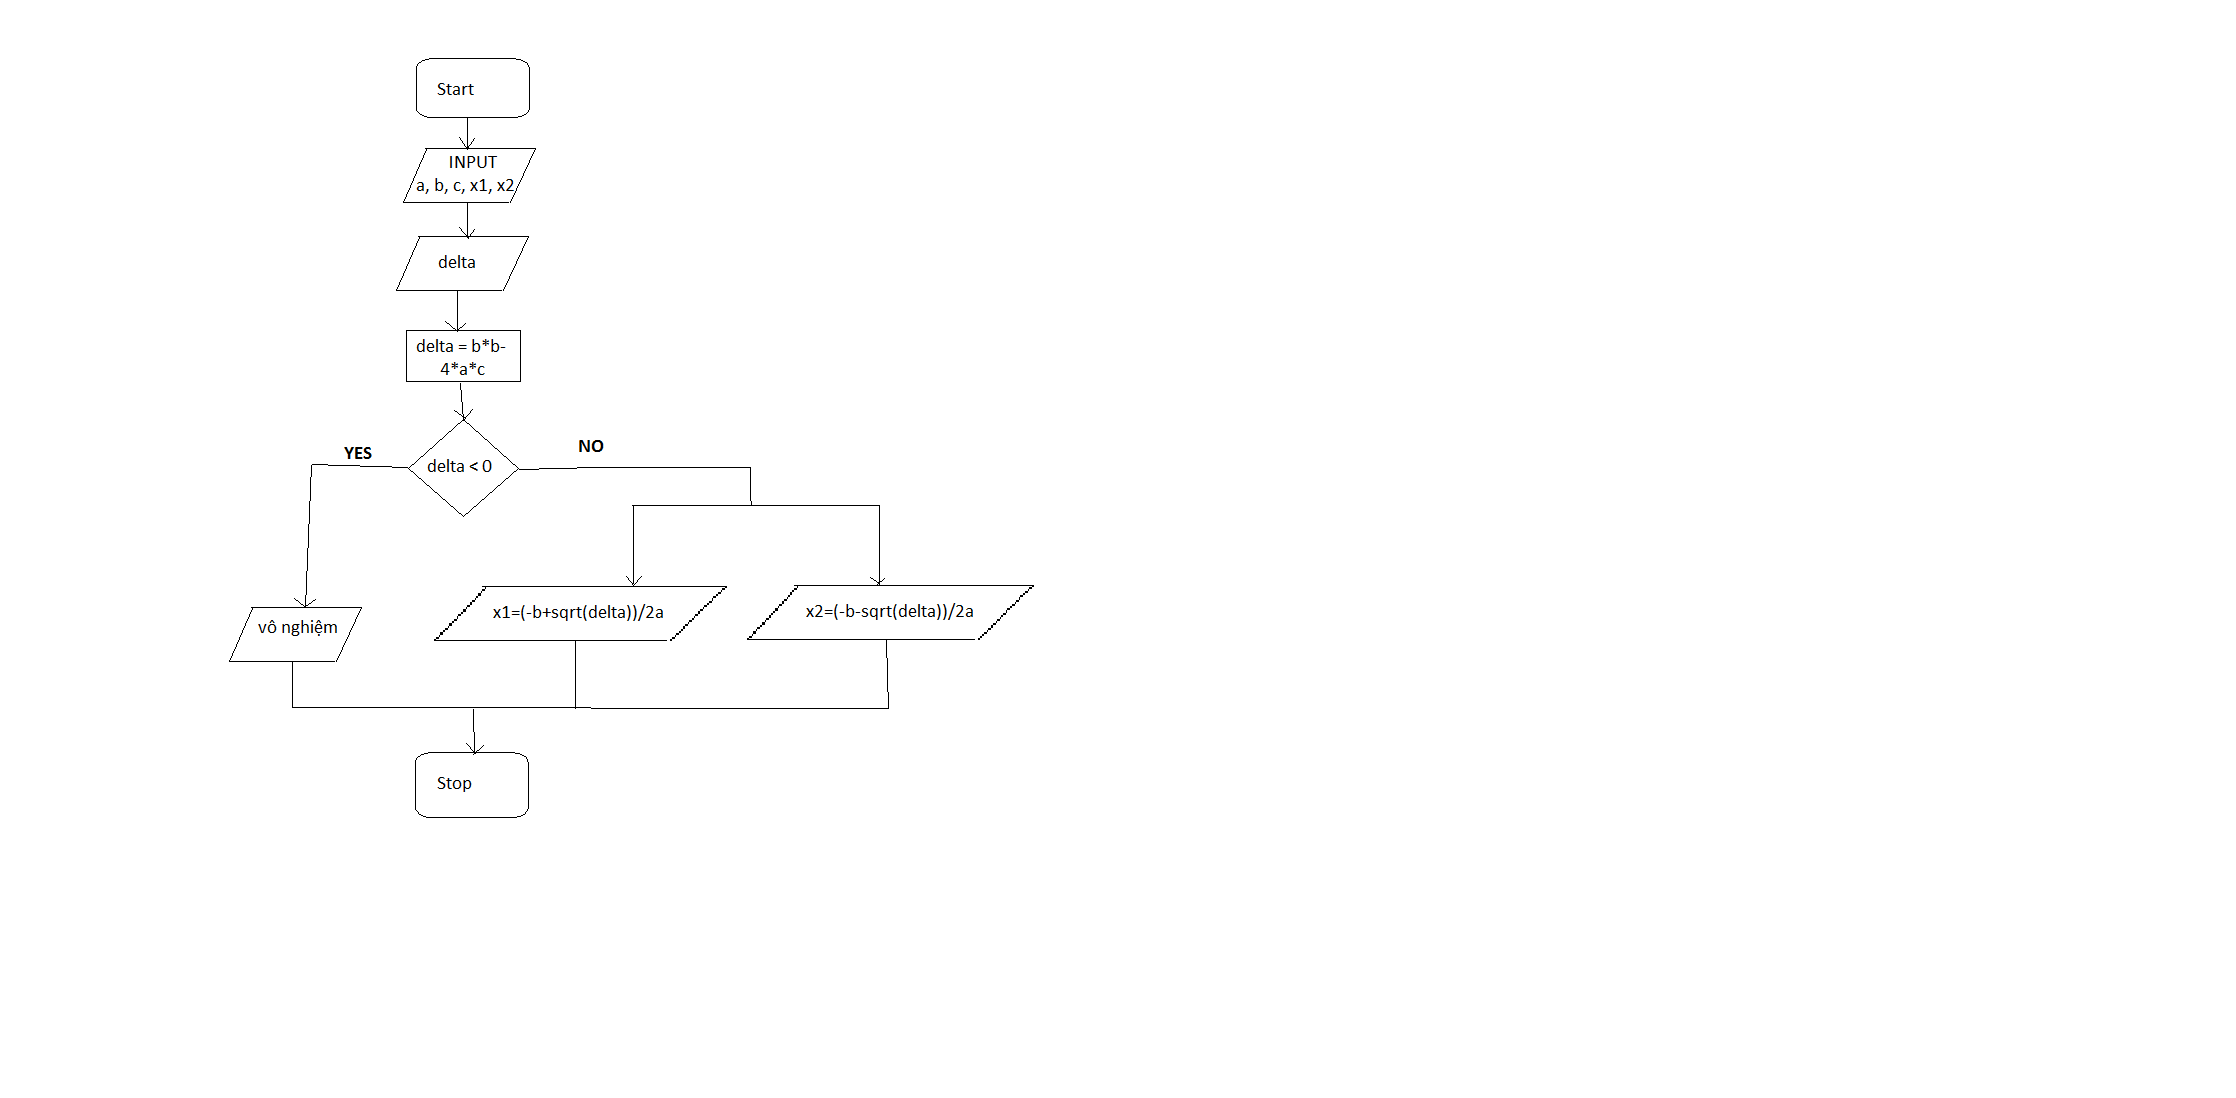 Start
INPUT
a, b, c, x1, x2
delta
delta = b*b-
4*a*c
YES
delta < 0
NO
vô nghiệm
x1=(-b+sqrt(delta))/2a
x2=(-b-sqrt(delta))/2a
Stop